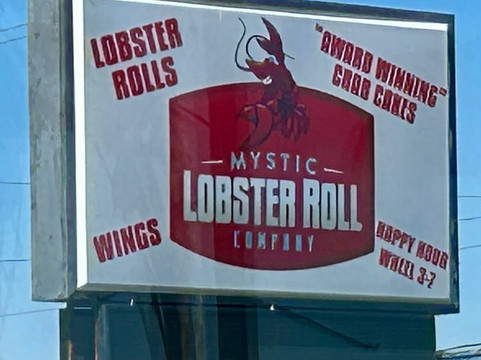 LOBSTER
ROLLS
"AWARD WINNING"
CRAB CAKES
MYSTIC
LOBSTER ROLL
COMPANY
WINGS
HAPPY HOUR
3-7